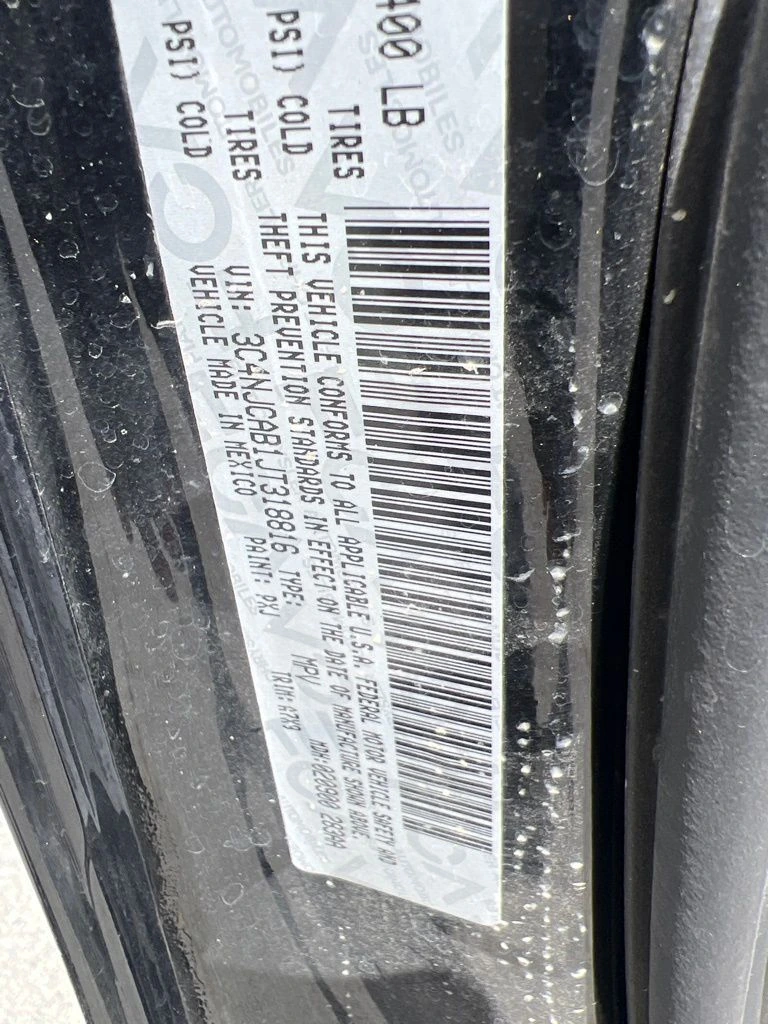 400 LB
TIRES
PSI) COLD
THIS VEHICLE CONFORMS TO ALL APPLICABLE U.S.A. FEDERAL MOTOR VEHICLE SAFETY AND
THEFT PREVENTION STANDARDS IN EFFECT ON THE DATE OF MANUFACTURE SHOWN ABOVE.
TIRES
PSI) COLD
VIN: 3C4NJCAB1JT318816 TYPE: MPV
VEHICLE MADE IN MEXICO PAINT: PXJ TRIM: A7X9